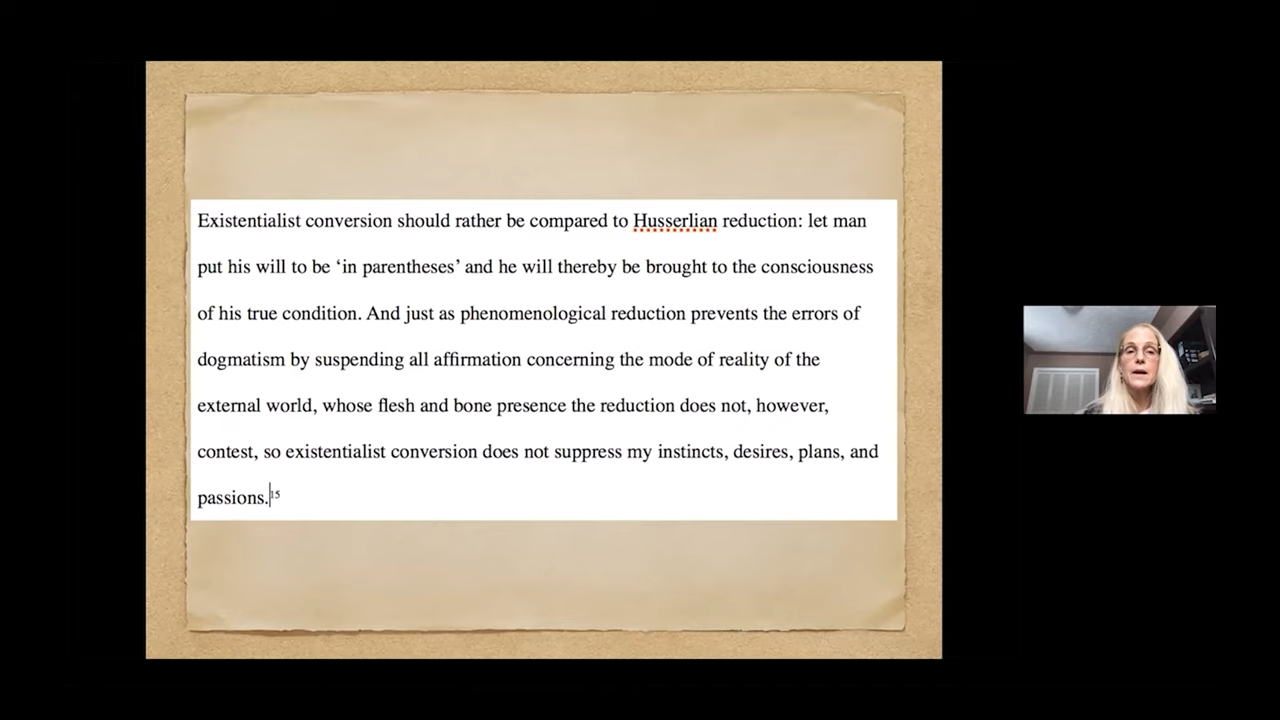 Existentialist conversion should rather be compared to Husserlian reduction: let man
put his will to be ‘in parentheses’ and he will thereby be brought to the consciousness
of his true condition. And just as phenomenological reduction prevents the errors of
dogmatism by suspending all affirmation concerning the mode of reality of the
external world, whose flesh and bone presence the reduction does not, however,
contest, so existentialist conversion does not suppress my instincts, desires, plans, and
passions.15